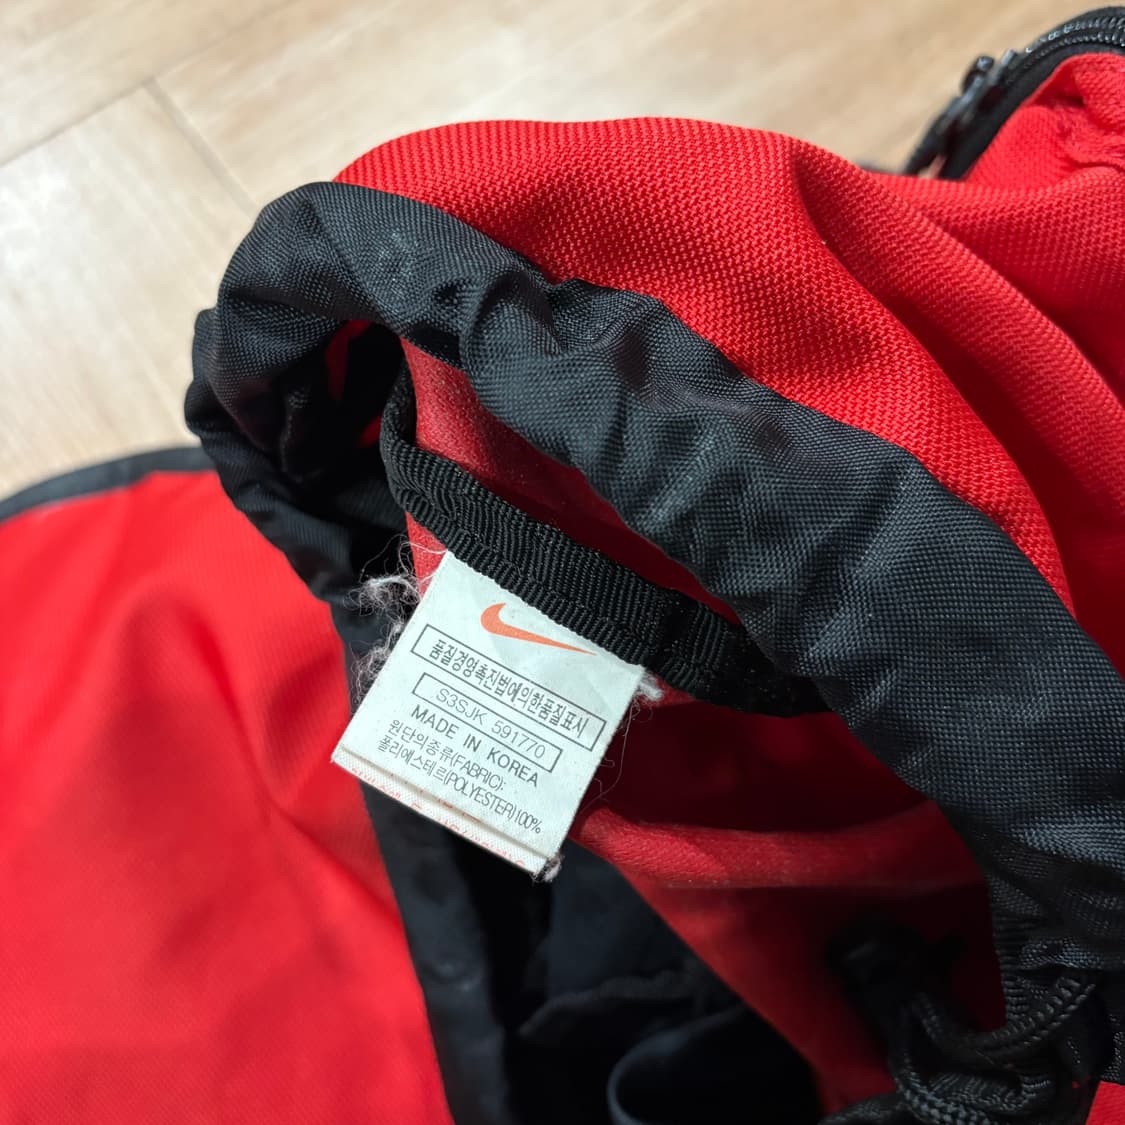 품질경영촉진법에의한품질표시
S3SJK 591770
MADE IN KOREA
원단의종류(FABRIC):
폴리에스테르(POLYESTER)100%